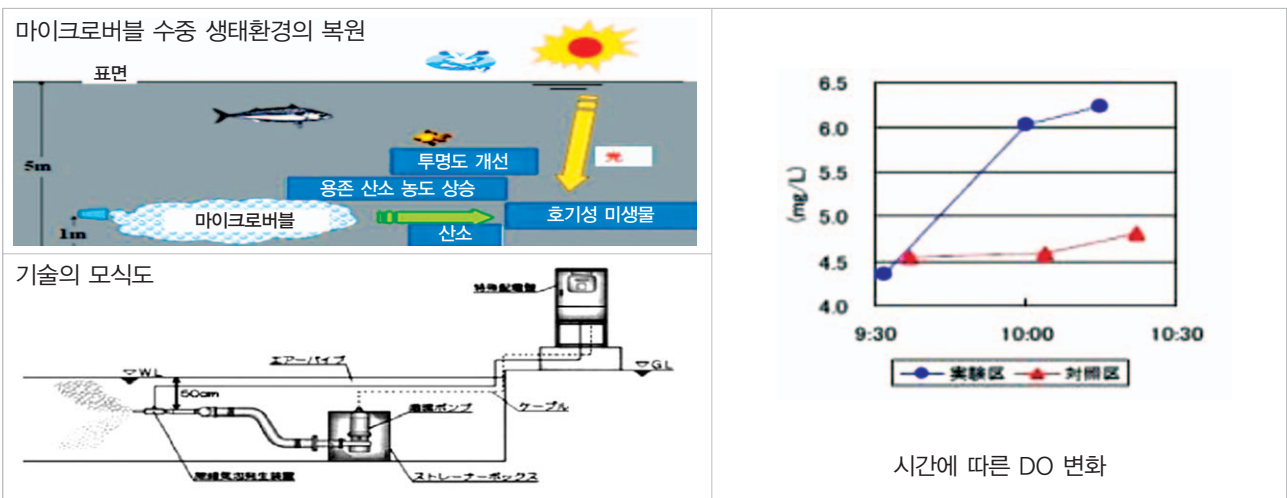 마이크로버블 수중 생태환경의 복원
표면
5m
투명도 개선
光
용존 산소 농도 상승
마이크로버블
호기성 미생물
1m
산소
기술의 모식도
エアーパイプ
WL
GL
50cm
ケーブル
ストレーナーボックス
6.5
6.0
5.5
5.0
4.5
4.0
(mg/L)
9:30
10:00
10:30
実験区
対照区
시간에 따른 DO 변화